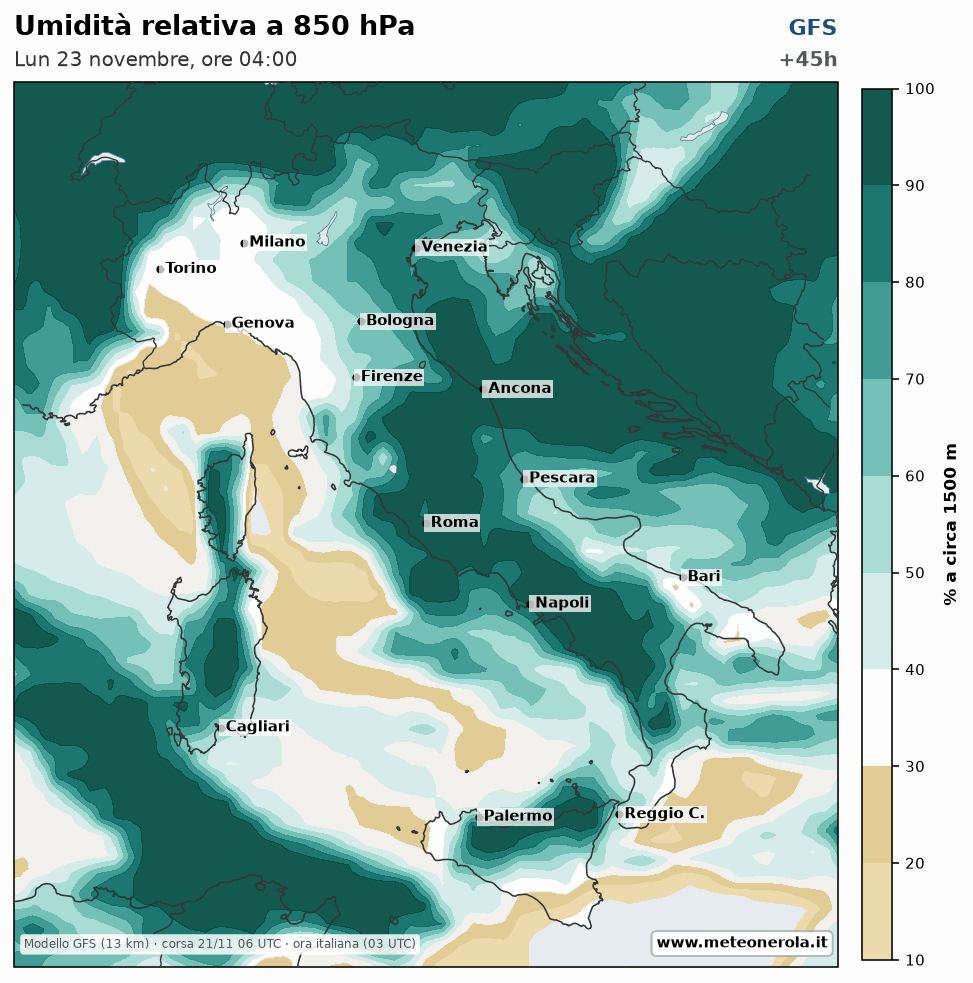 Umidità relativa a 850 hPa
GFS
Lun 23 novembre, ore 04:00
+45h
100
90
80
70
60
50
40
30
20
10
% a circa 1500 m
Milano
Venezia
Torino
Genova
Bologna
Firenze
Ancona
Pescara
Roma
Bari
Napoli
Cagliari
Palermo
Reggio C.
Modello GFS (13 km) · corsa 21/11 06 UTC · ora italiana (03 UTC)
www.meteonerola.it